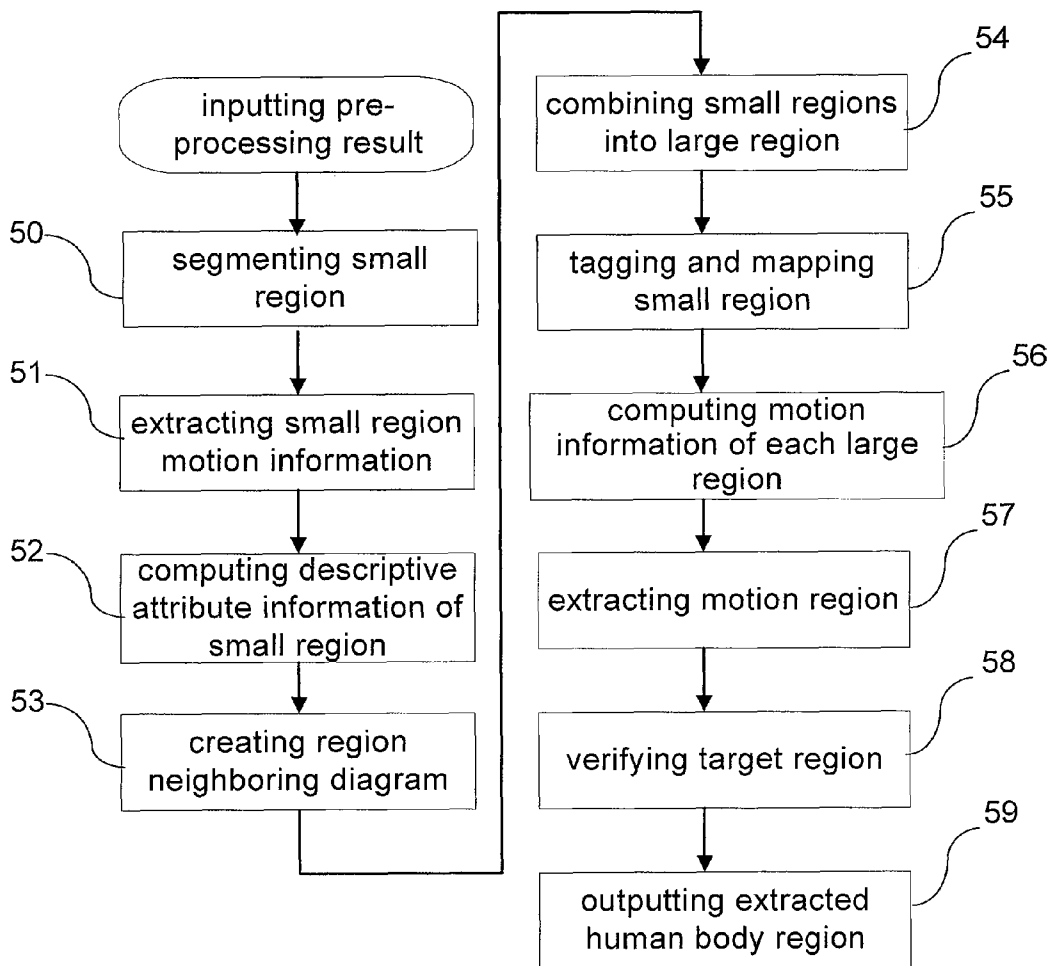 inputting pre-
processing result
50
segmenting small
region
51
extracting small region
motion information
52
computing descriptive
attribute information of
small region
53
creating region
neighboring diagram
54
combining small regions
into large region
55
tagging and mapping
small region
56
computing motion
information of each large
region
57
extracting motion region
58
verifying target region
59
outputting extracted
human body region